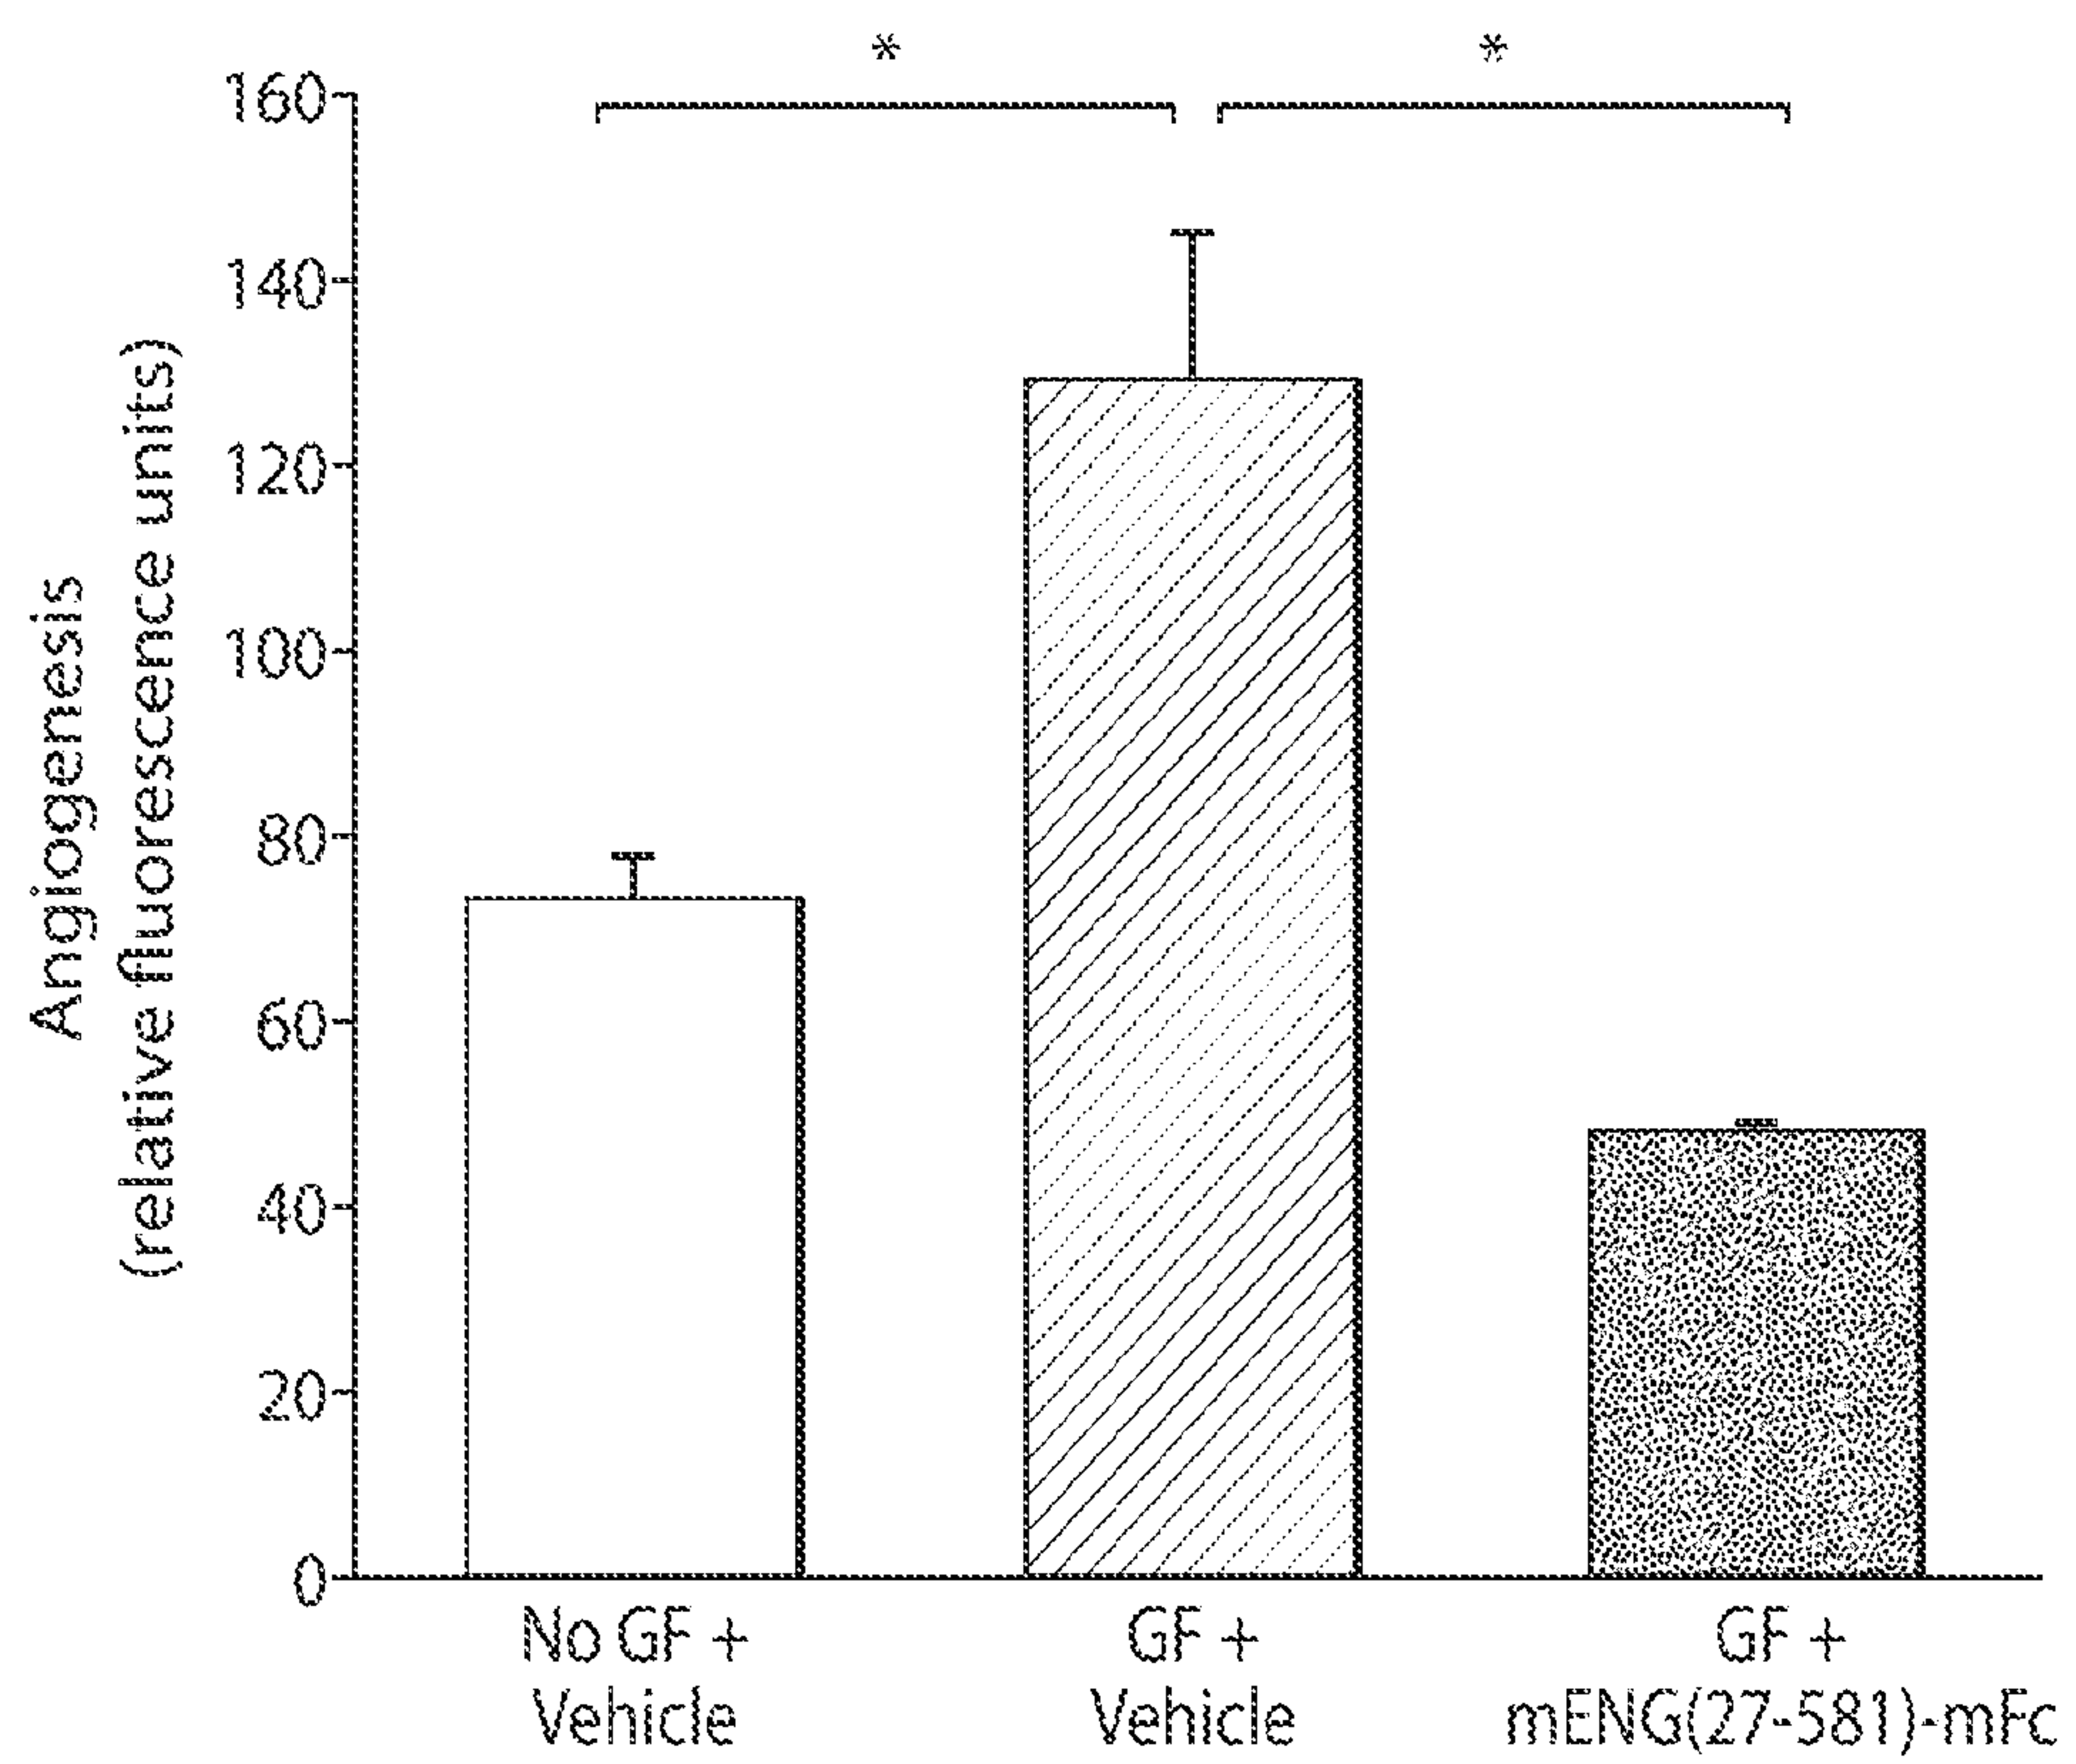 * *
160
140
120
100
80
60
40
20
0
Angiogenesis
(relative fluorescence units)
No GF +
Vehicle
GF +
Vehicle
GF +
mENG(27-581)-mFc